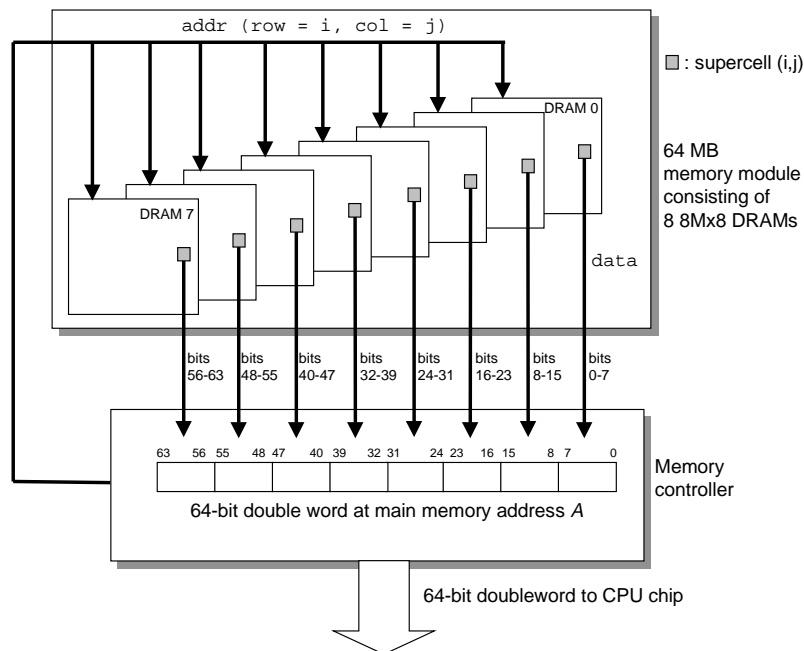 addr (row = i, col = j)
: supercell (i,j)
DRAM 0
64 MB
memory module
consisting of
8 8Mx8 DRAMs
DRAM 7
data
bits
56-63
bits
48-55
bits
40-47
bits
32-39
bits
24-31
bits
16-23
bits
8-15
bits
0-7
63 56 55 48 47 40 39 32 31 24 23 16 15 8 7 0
Memory
controller
64-bit double word at main memory address A
64-bit doubleword to CPU chip